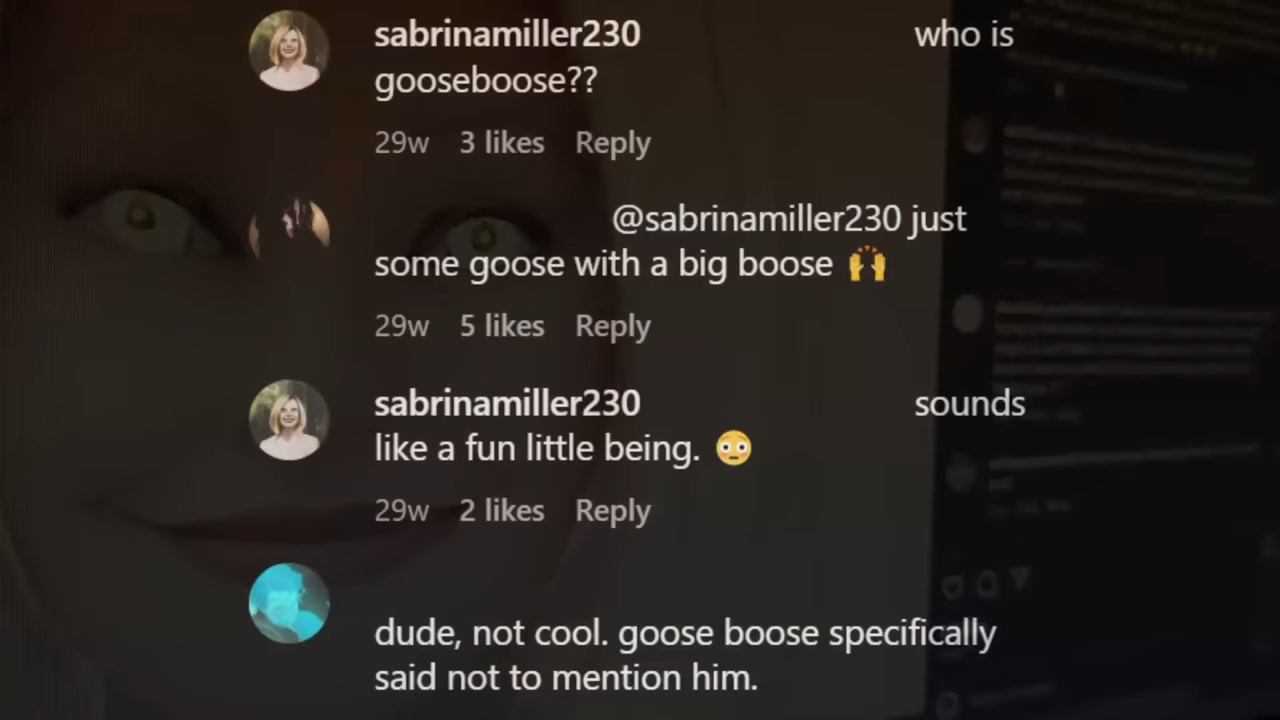 sabrinamiller230 who is
gooseboose??
29w 3 likes Reply
@sabrinamiller230 just
some goose with a big boose 🙌
29w 5 likes Reply
sabrinamiller230 sounds
like a fun little being. 😳
29w 2 likes Reply
dude, not cool. goose boose specifically
said not to mention him.